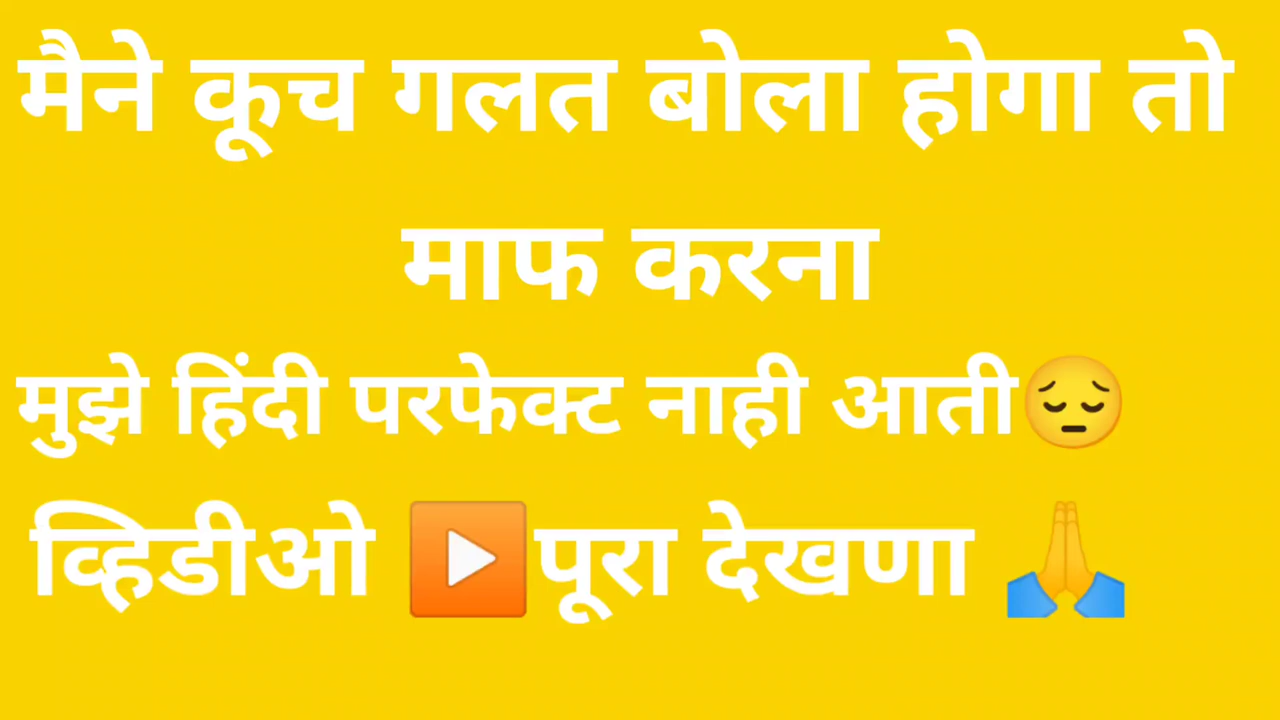 मैने कूच गलत बोला होगा तो
माफ करना
मुझे हिंदी परफेक्ट नाही आती😔
व्हिडीओ ▶️पूरा देखणा 🙏